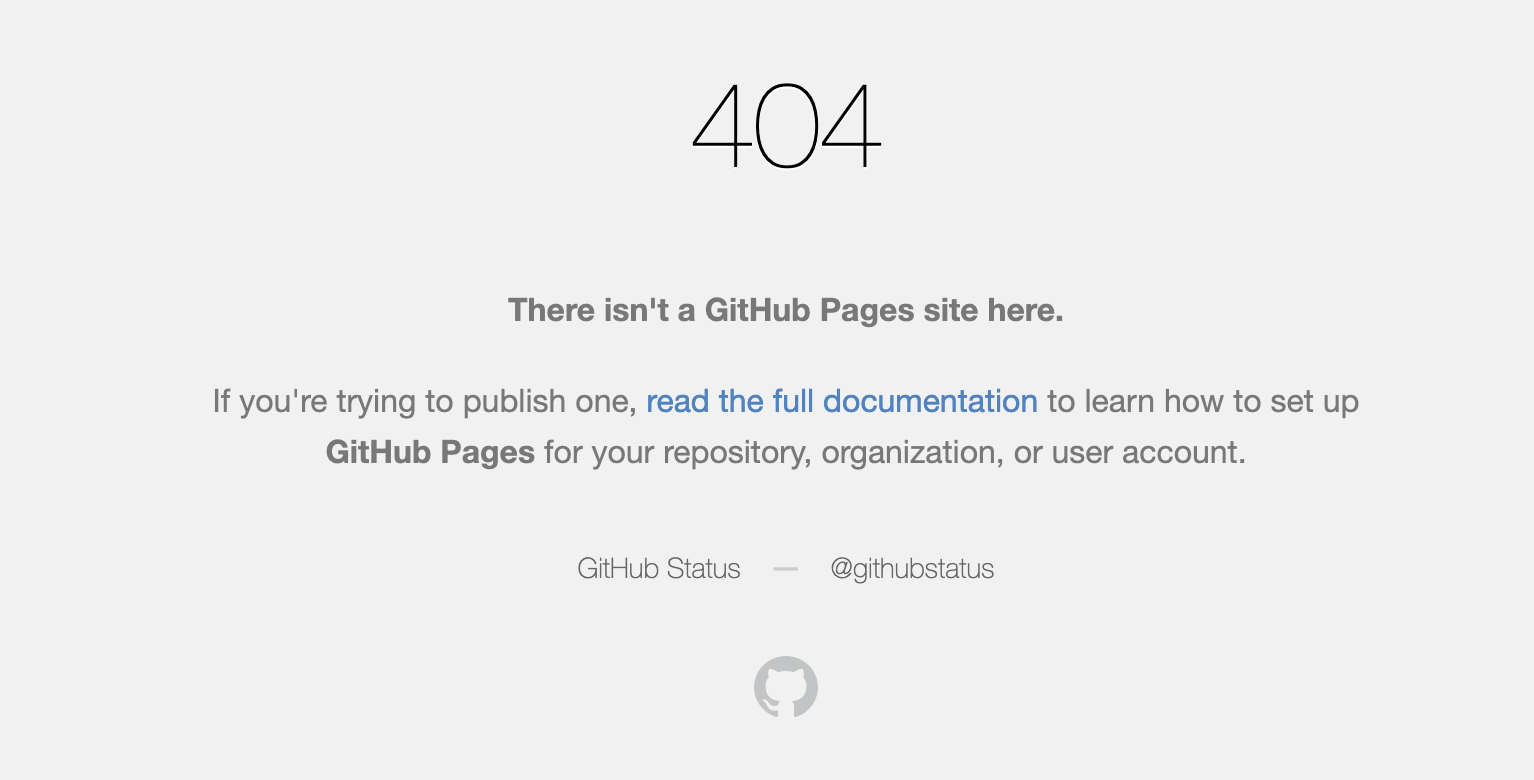 404
There isn't a GitHub Pages site here.
If you're trying to publish one, read the full documentation to learn how to set up
GitHub Pages for your repository, organization, or user account.
GitHub Status — @githubstatus